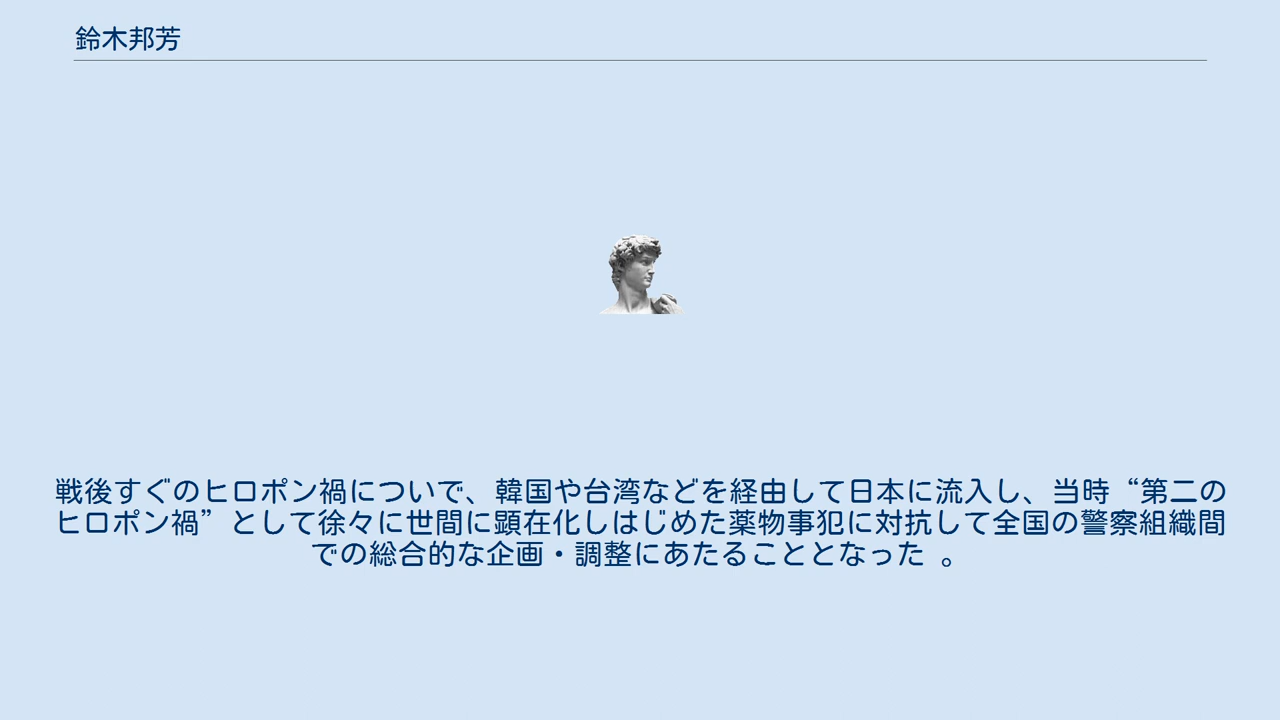 鈴木邦芳
戦後すぐのヒロポン禍についで、韓国や台湾などを経由して日本に流入し、当時“第二の
ヒロポン禍”として徐々に世間に顕在化しはじめた薬物事犯に対抗して全国の警察組織間
での総合的な企画・調整にあたることとなった 。